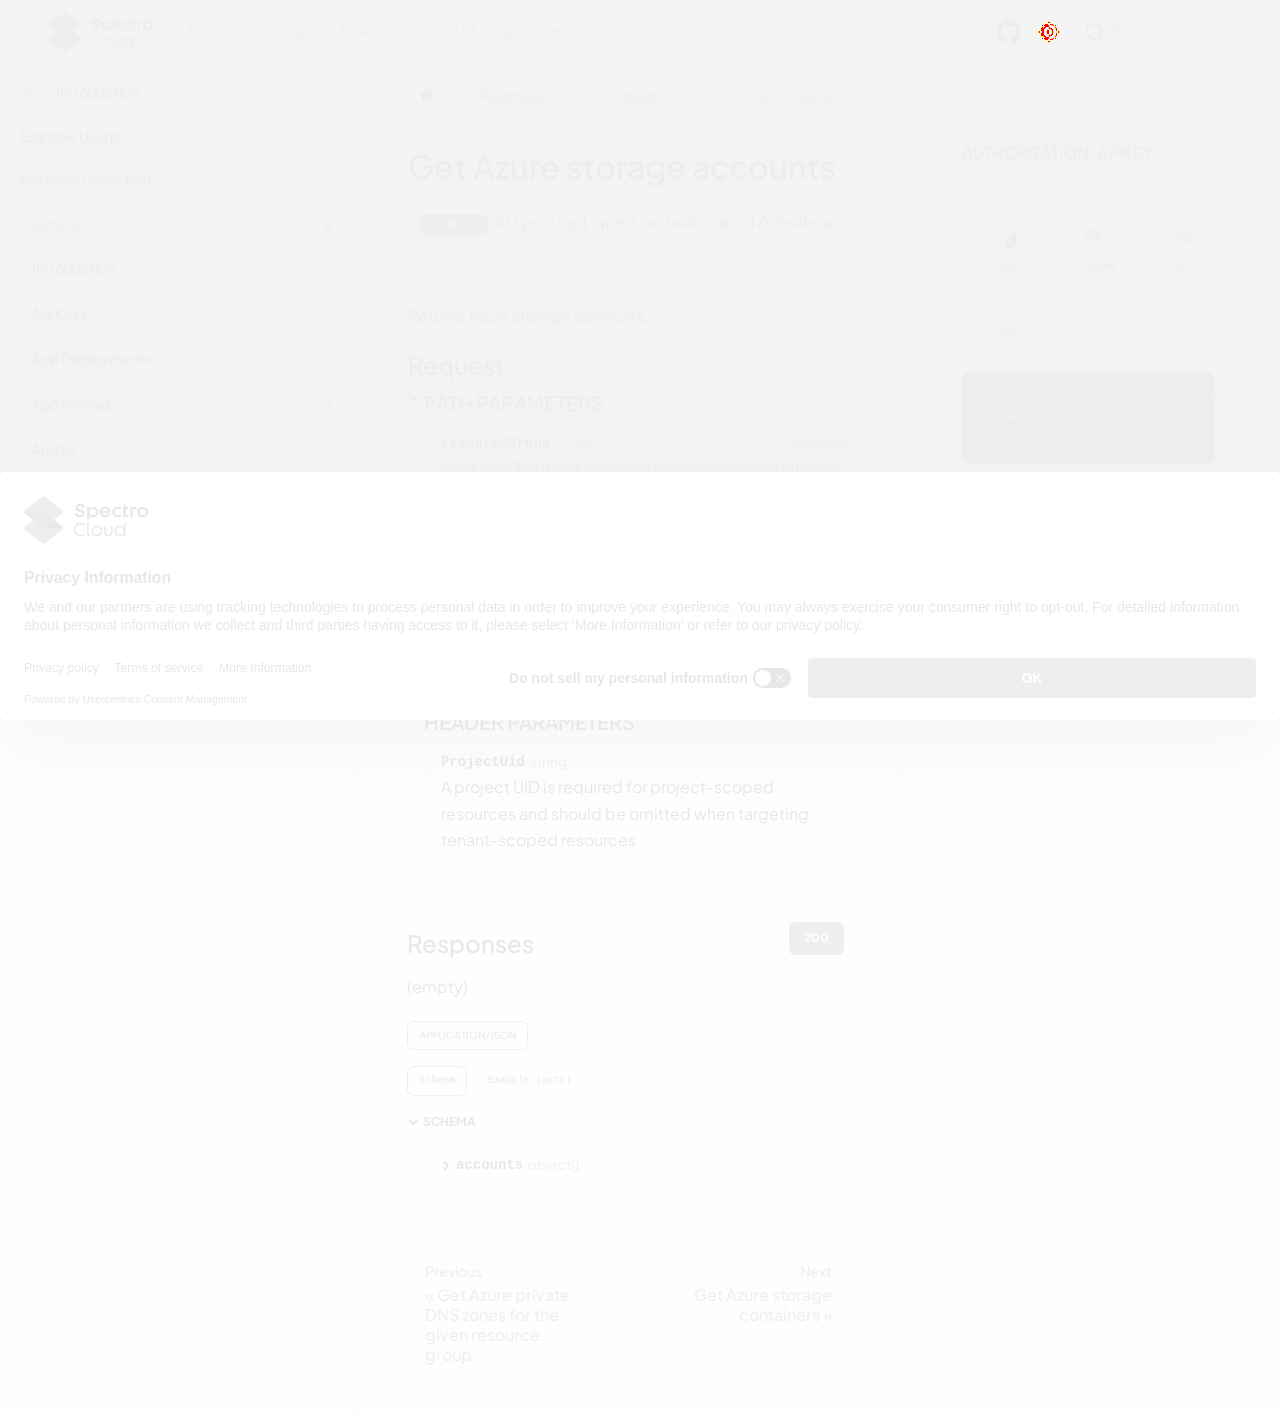 Spectro
Cloud
Docs Tutorials Downloads API latest
Search
Introduction
Example Usage
Postman Collection
Palette API V1
Introduction
Api Keys
App Deployments
App Profiles
Audits
Palette API V1
Clouds
Get Azure storage accounts
Get Azure storage accounts
GET https://api.spectrocloud.com/v1/clouds/azu
Returns Azure storage accounts.
Request
PATH PARAMETERS
resourceGroup string REQUIRED
resourceGroup for which Azure storage accounts are
AUTHORIZATION: APIKEY
CURL PYTHON GO
CURL
Spectro
Cloud
Privacy Information
We and our partners are using tracking technologies to process personal data in order to improve your experience. You may always exercise your consumer right to opt-out. For detailed information
about personal information we collect and third parties having access to it, please select 'More Information' or refer to our privacy policy.
Privacy policy Terms of service More Information
Powered by Usercentrics Consent Management
Do not sell my personal information
OK
HEADER PARAMETERS
ProjectUid string
A project UID is required for project-scoped
resources and should be omitted when targeting
tenant-scoped resources
Responses
200
(empty)
APPLICATION/JSON
Schema Example (auto)
SCHEMA
accounts object[]
Previous
« Get Azure private
DNS zones for the
given resource
group
Next
Get Azure storage
containers »